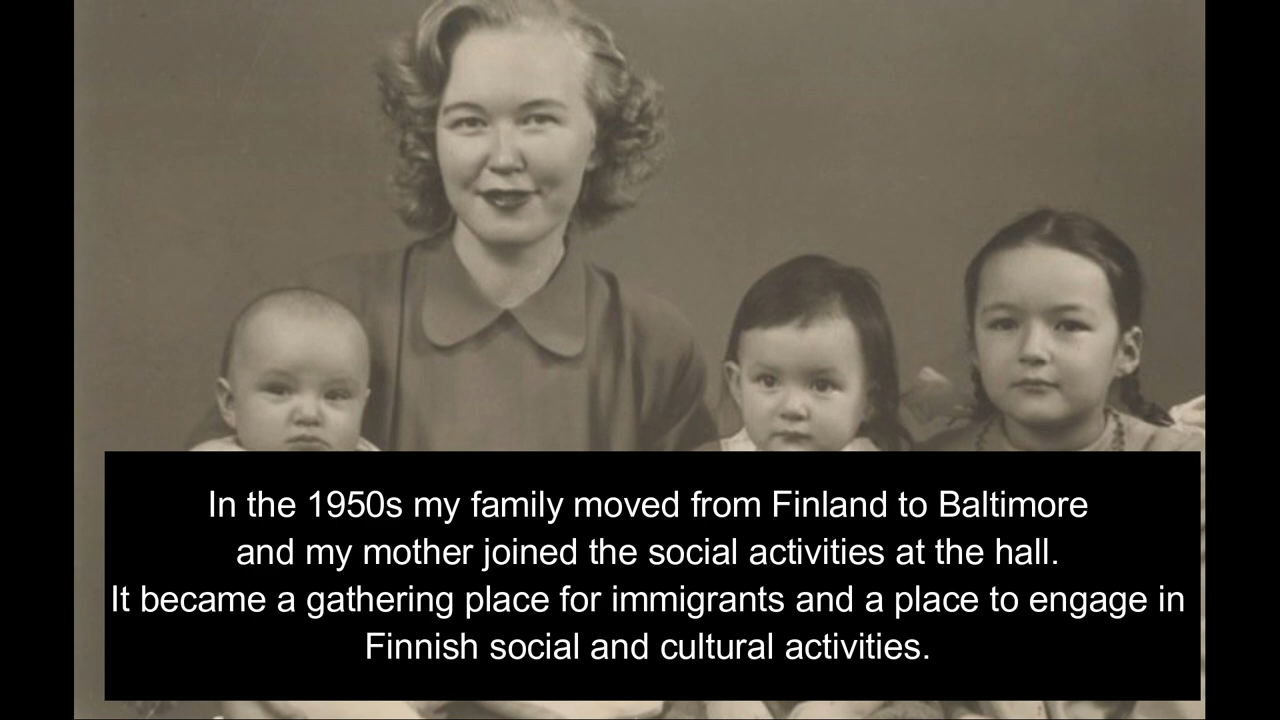 In the 1950s my family moved from Finland to Baltimore
and my mother joined the social activities at the hall.
It became a gathering place for immigrants and a place to engage in
Finnish social and cultural activities.